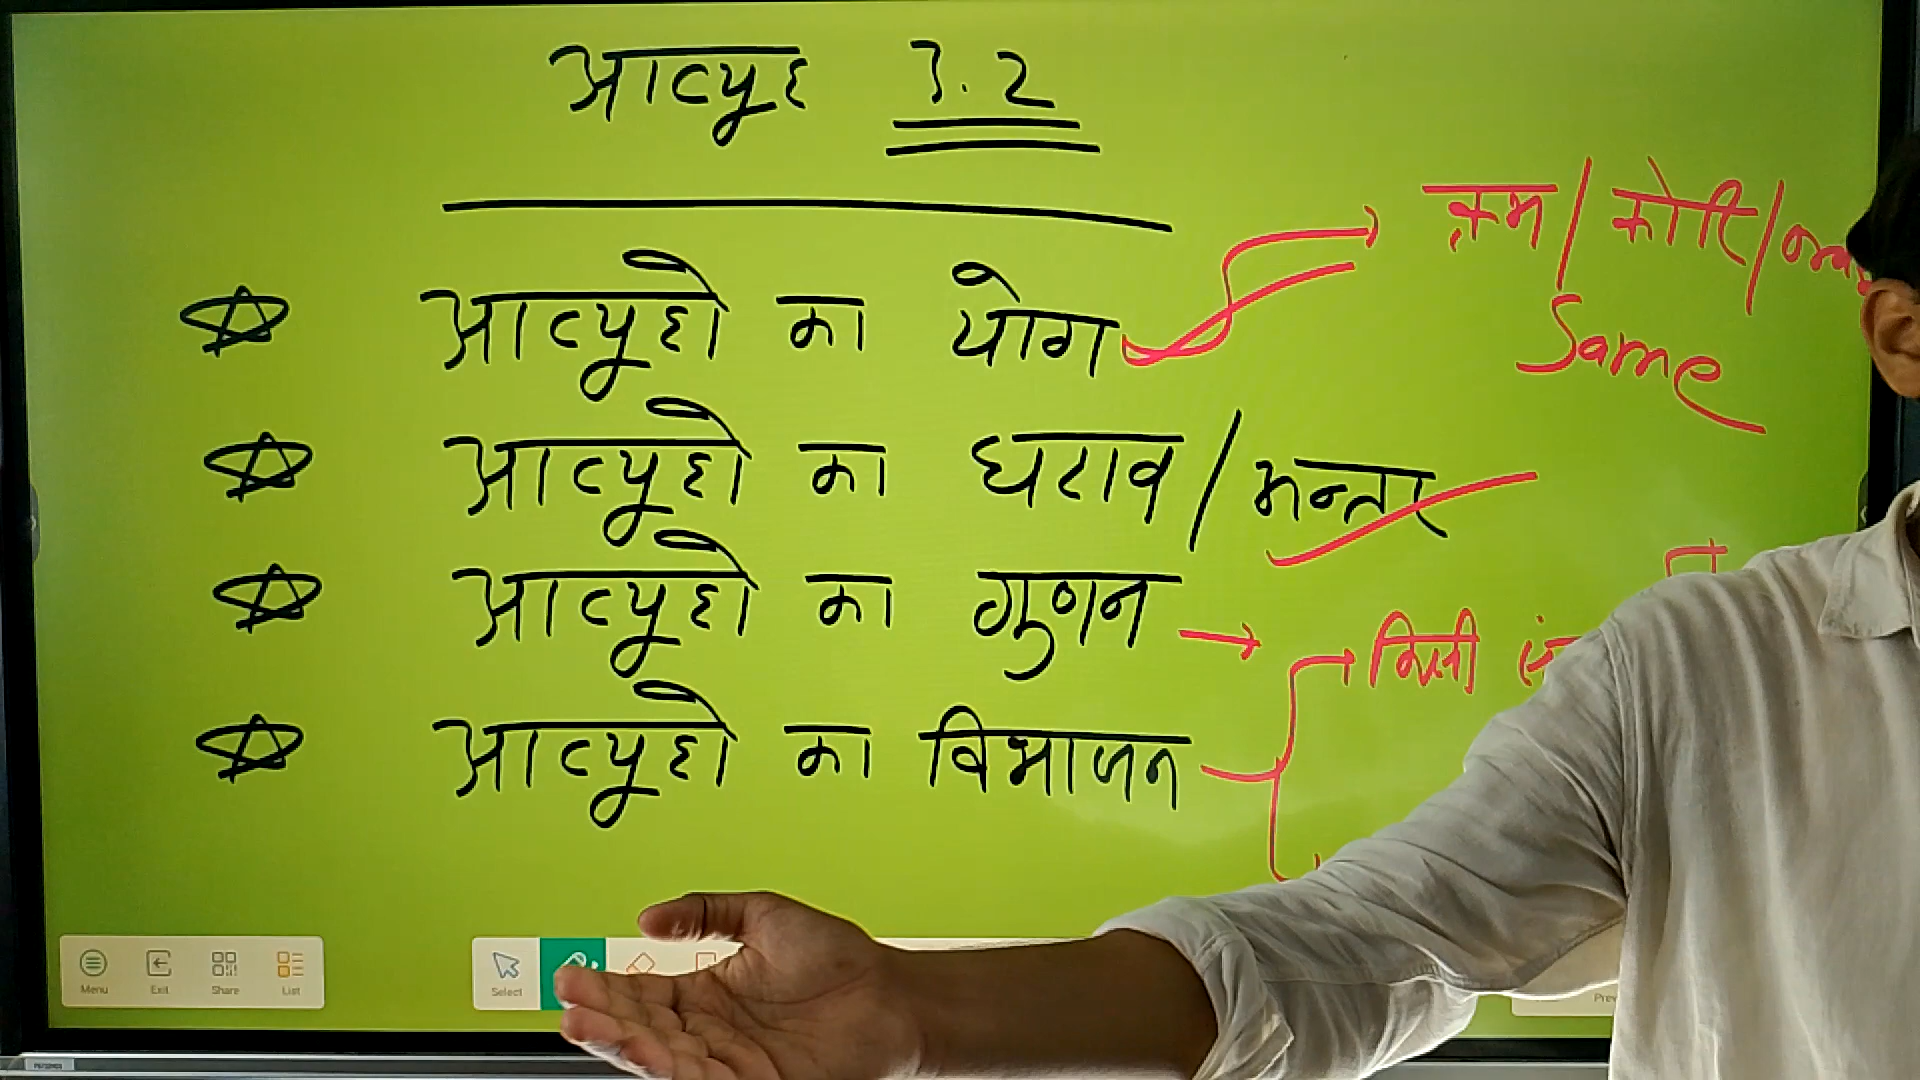 आव्यूह 3.2
क्रम / कोटि /
Same
आव्यूहों का योग
आव्यूहों का घटाव / अन्तर
आव्यूहों का गुणन
किसी
आव्यूहों का विभाजन
Menu Exit Share List Select